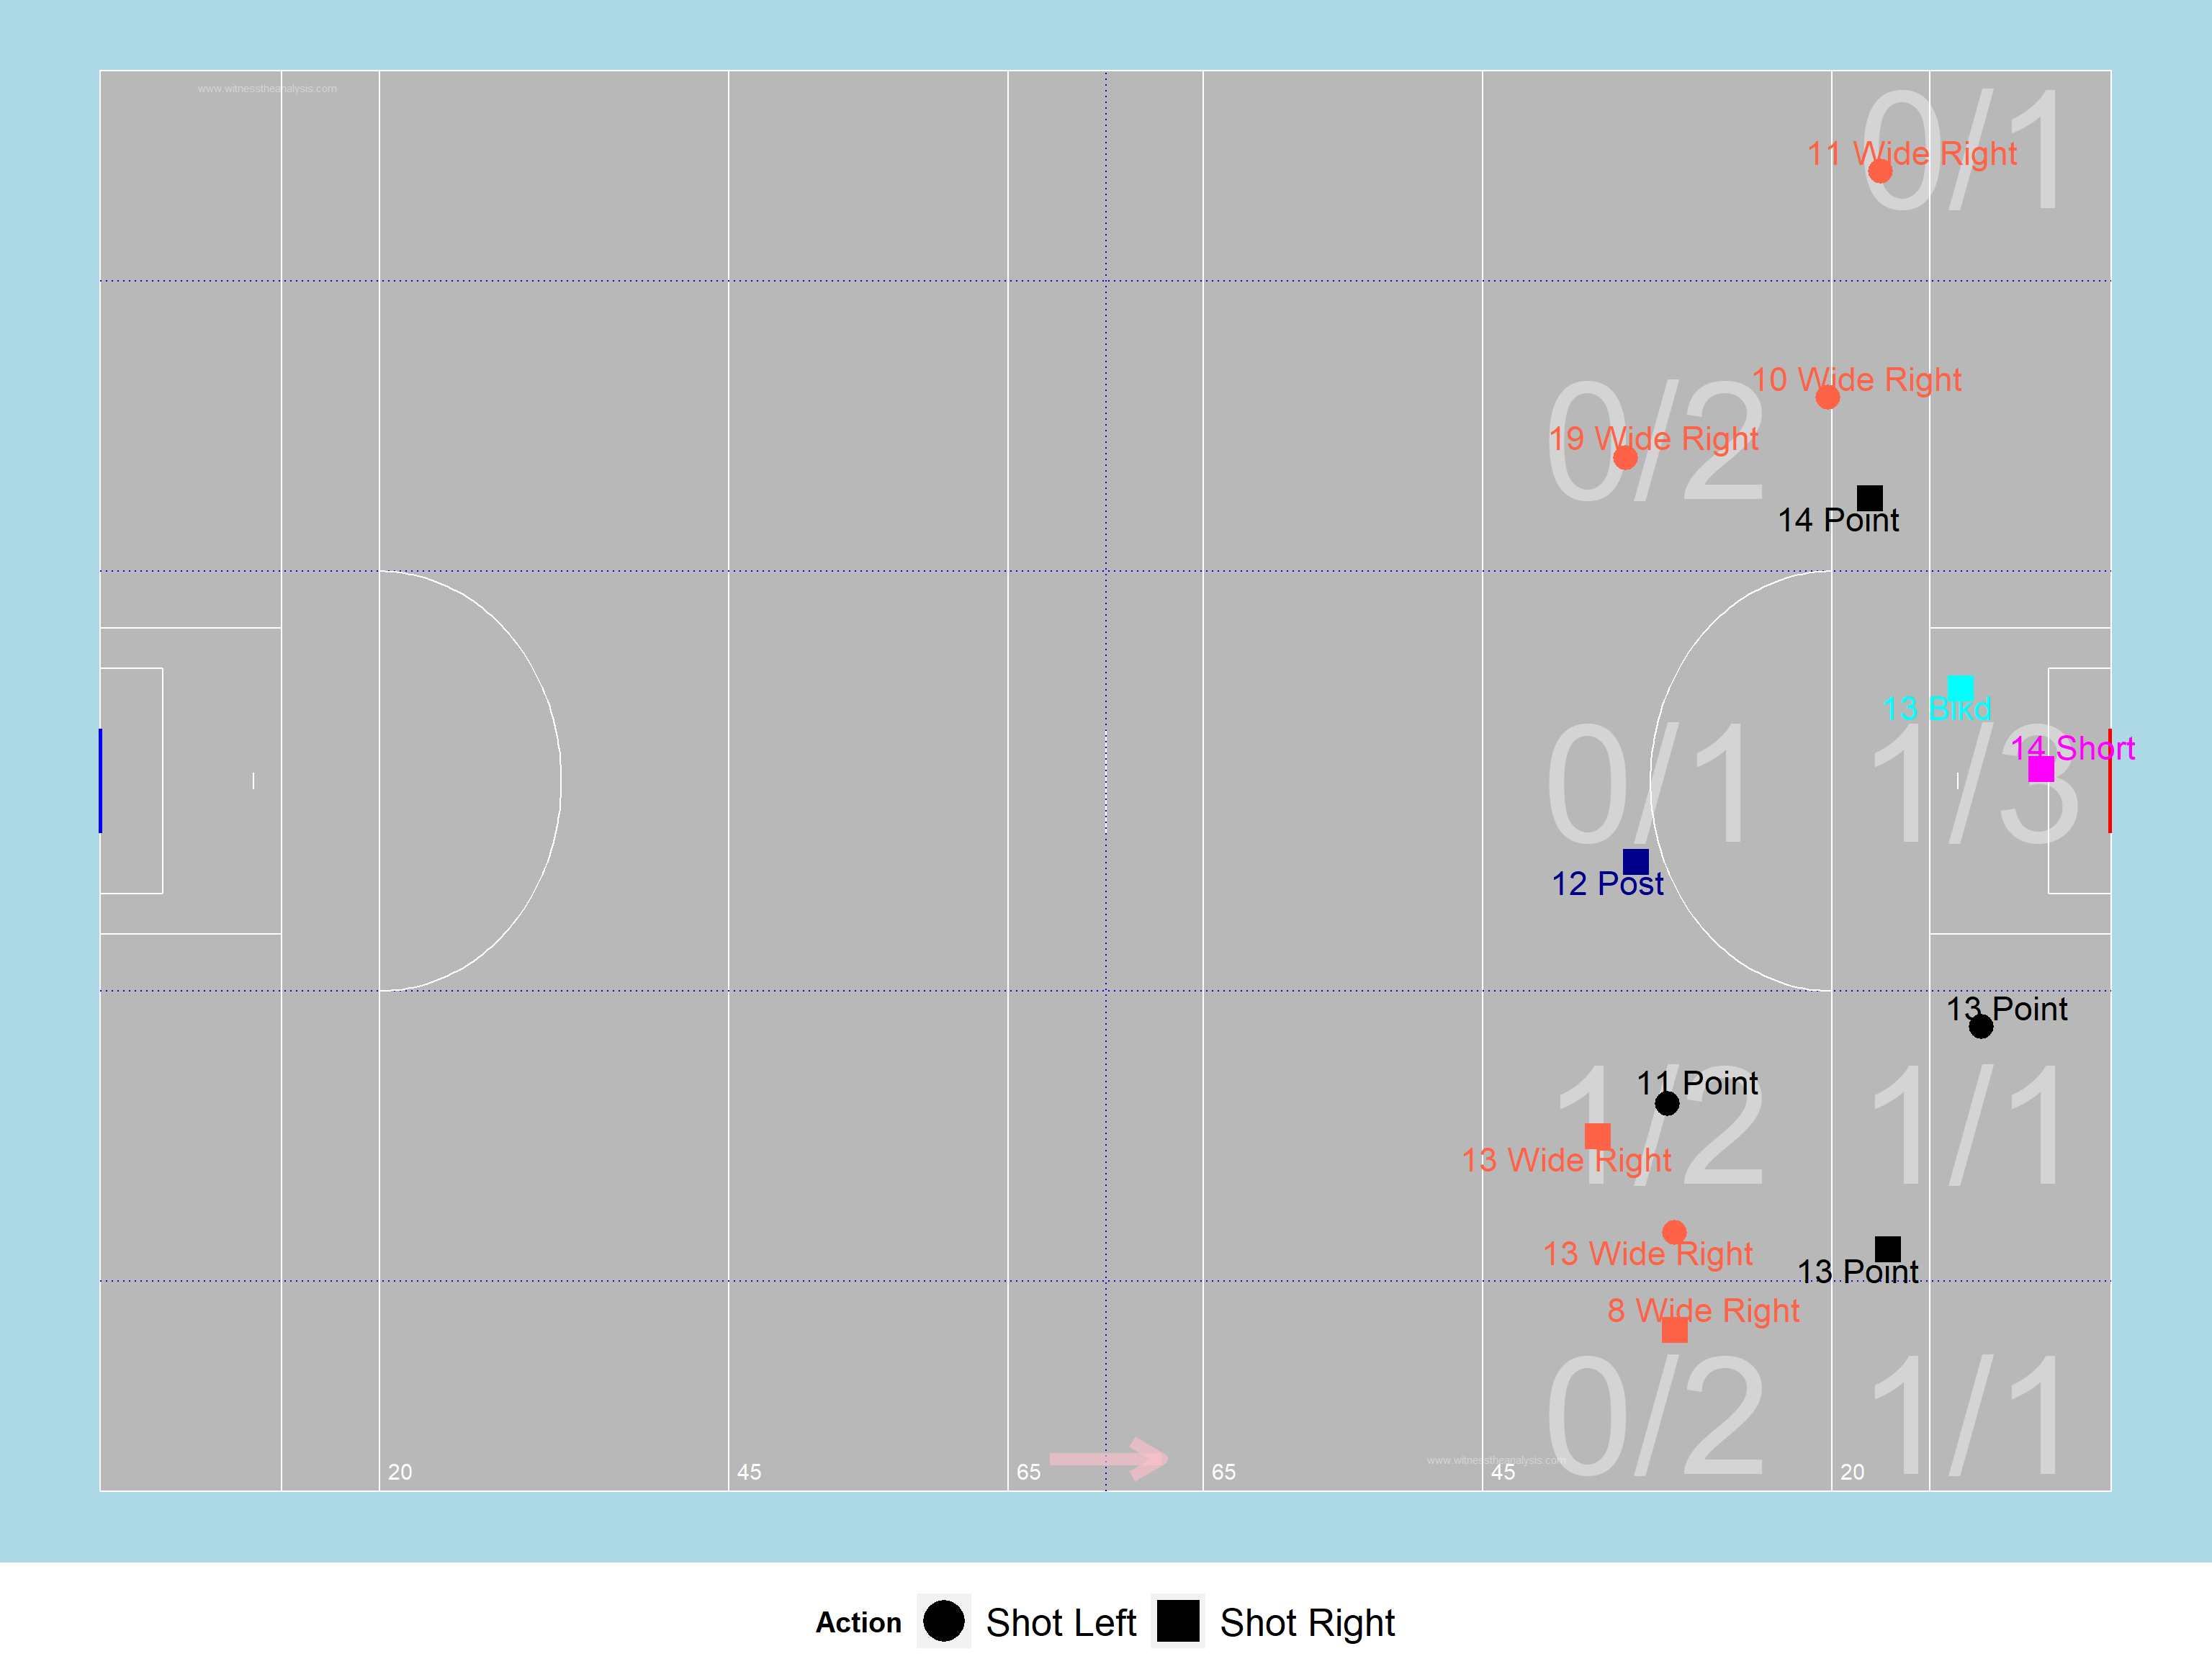 www.witnesstheanalysis.com
0/1
11 Wide Right
10 Wide Right
0/2
19 Wide Right
14 Point
13 Blkd
14 Short
0/1
1/3
12 Post
13 Point
11 Point
1/2
1/1
13 Wide Right
13 Wide Right
13 Point
8 Wide Right
0/2
1/1
www.witnesstheanalysis.com
20
45
65
65
45
20
Action
Shot Left
Shot Right